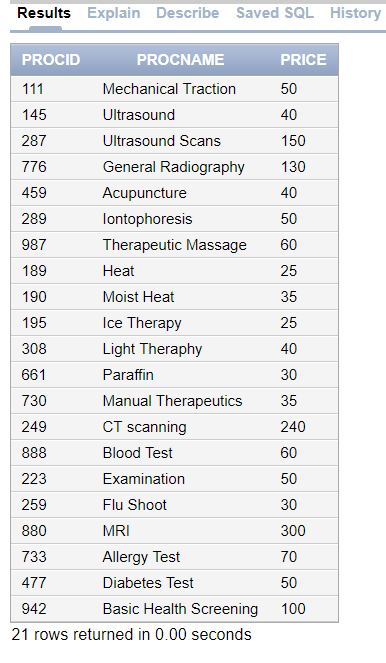 Results Explain Describe Saved SQL History
PROCID PROCNAME PRICE
111 Mechanical Traction 50
145 Ultrasound 40
287 Ultrasound Scans 150
776 General Radiography 130
459 Acupuncture 40
289 Iontophoresis 50
987 Therapeutic Massage 60
189 Heat 25
190 Moist Heat 35
195 Ice Therapy 25
308 Light Theraphy 40
661 Paraffin 30
730 Manual Therapeutics 35
249 CT scanning 240
888 Blood Test 60
223 Examination 50
259 Flu Shoot 30
880 MRI 300
733 Allergy Test 70
477 Diabetes Test 50
942 Basic Health Screening 100
21 rows returned in 0.00 seconds